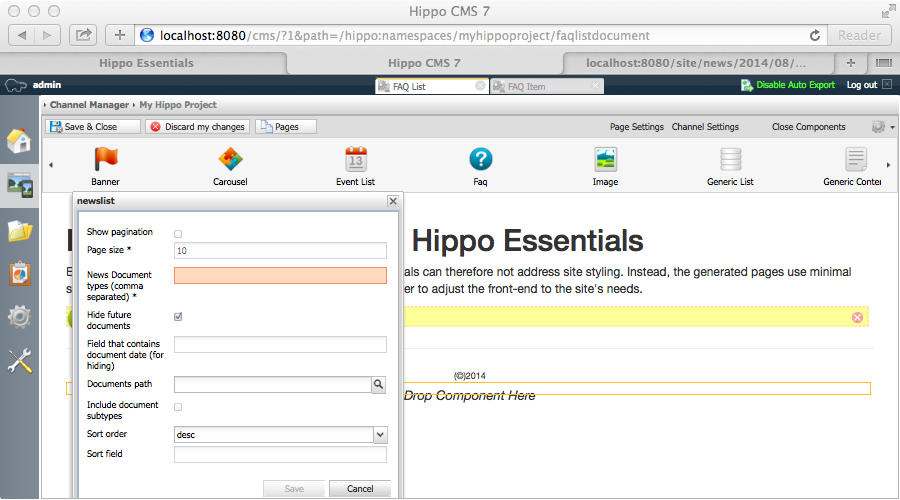 Hippo CMS 7
localhost:8080/cms/?1&path=/hippo:namespaces/myhippoproject/faqlistdocument
Reader
Hippo Essentials
Hippo CMS 7
localhost:8080/site/news/2014/08/...
admin
FAQ List
FAQ Item
Disable Auto Export
Log out
Channel Manager
My Hippo Project
Save & Close
Discard my changes
Pages
Page Settings
Channel Settings
Close Components
13
?
Banner
Carousel
Event List
Faq
Image
Generic List
Generic Conter
newslist
Show pagination
Page size *
10
News Document
types (comma
separated) *
Hide future
documents
Field that contains
document date (for
hiding)
Documents path
Include document
subtypes
Sort order
desc
Sort field
Save
Cancel
Hippo Essentials
als can therefore not address site styling. Instead, the generated pages use minimal
er to adjust the front-end to the site's needs.
(©)2014
Drop Component Here